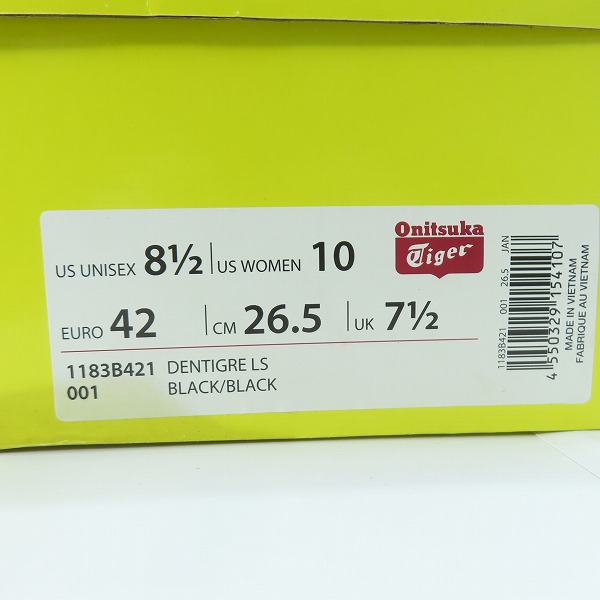 US UNISEX 8½ US WOMEN 10
Onitsuka
Tiger
EURO 42 CM 26.5 UK 7½
1183B421 DENTIGRE LS
001 BLACK/BLACK
1183B421 001 26.5 JAN
4 550329 154107
MADE IN VIETNAM
FABRIQUE AU VIETNAM